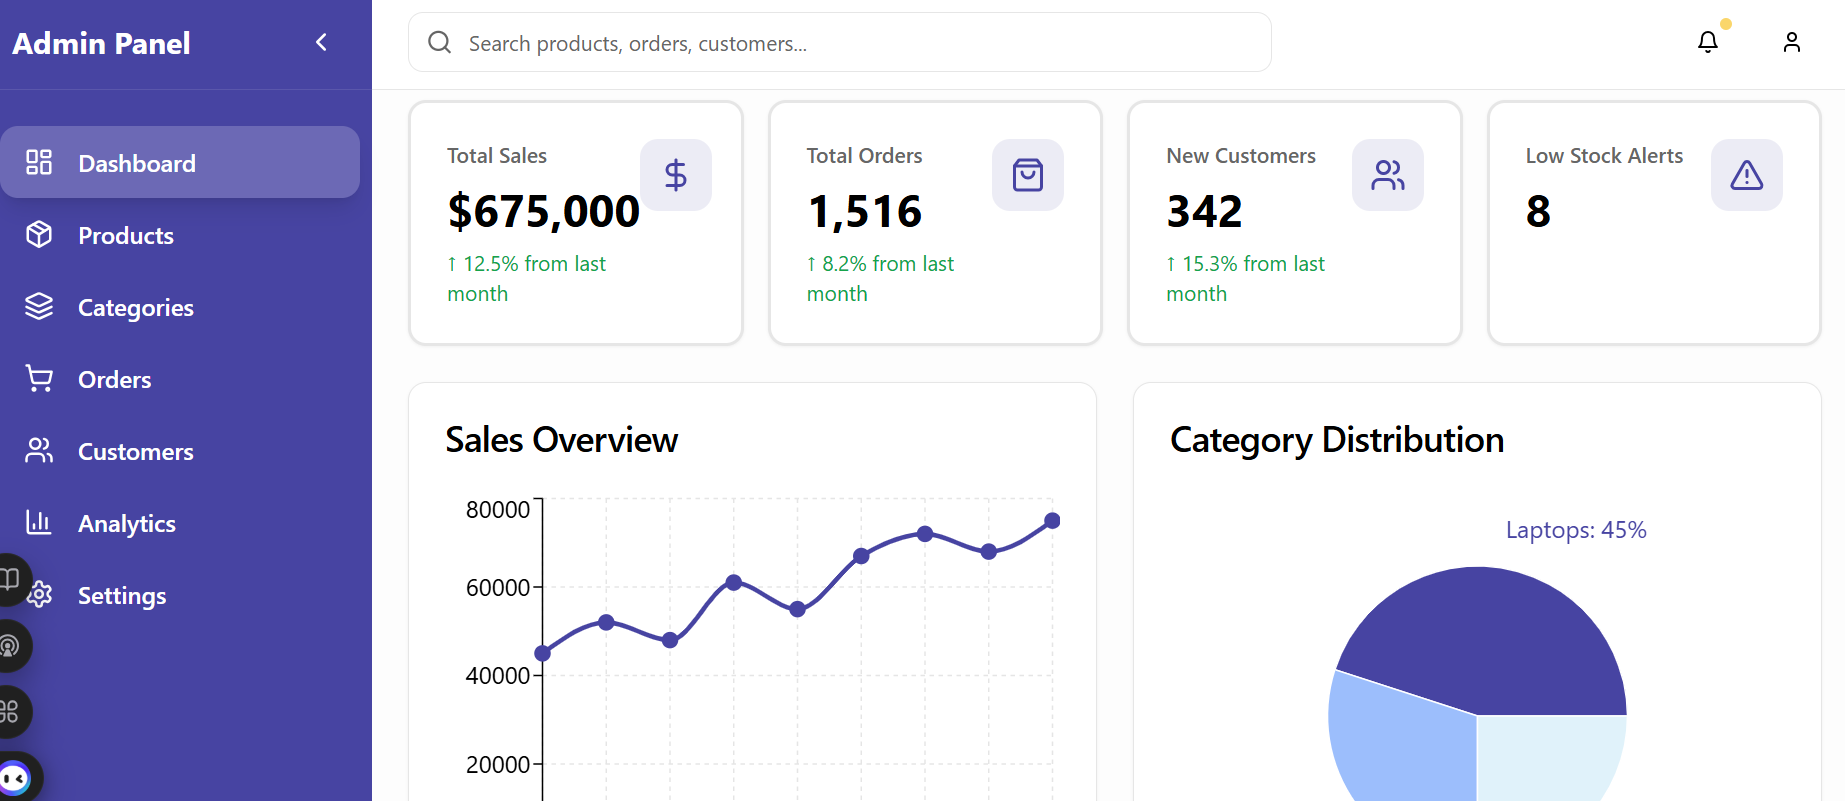 Admin Panel
Search products, orders, customers...
Dashboard
Products
Categories
Orders
Customers
Analytics
Settings
Total Sales
$675,000
↑ 12.5% from last
month
Total Orders
1,516
↑ 8.2% from last
month
New Customers
342
↑ 15.3% from last
month
Low Stock Alerts
8
Sales Overview
80000
60000
40000
20000
Category Distribution
Laptops: 45%